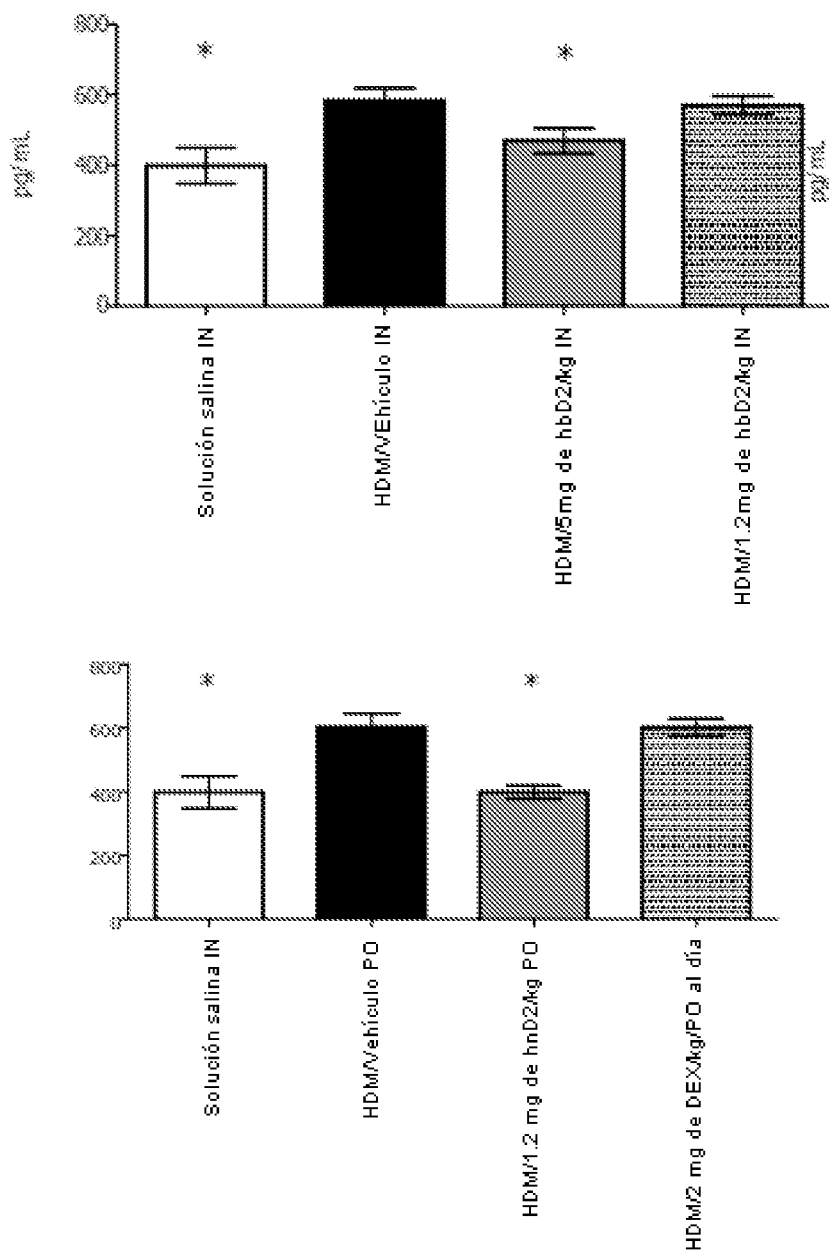 800
600
400
200
0
pg/mL
*
*
pg/mL
Solución salina IN
HDM/VEhículo IN
HDM/5mg de hbD2/kg IN
HDM/1.2mg de hbD2/kg IN
800
600
400
200
0
*
*
Solución salina IN
HDM/Vehículo PO
HDM/1.2 mg de hnD2/kg PO
HDM/2 mg de DEX/kg/PO al día